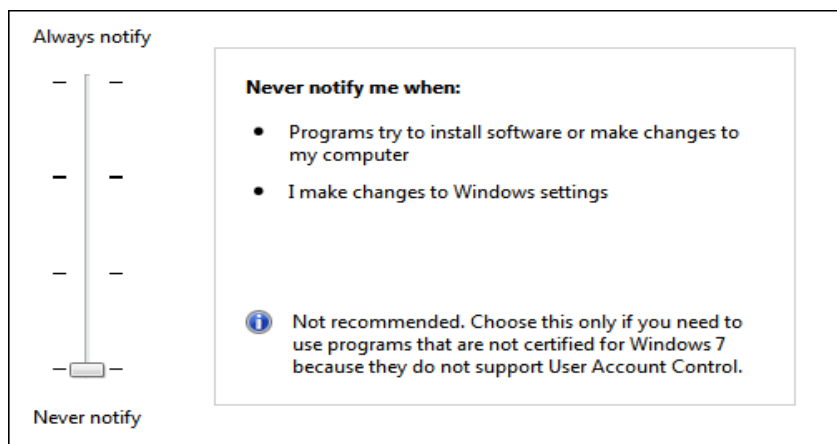 Always notify
Never notify me when:
● Programs try to install software or make changes to
my computer
● I make changes to Windows settings
Not recommended. Choose this only if you need to
use programs that are not certified for Windows 7
because they do not support User Account Control.
Never notify